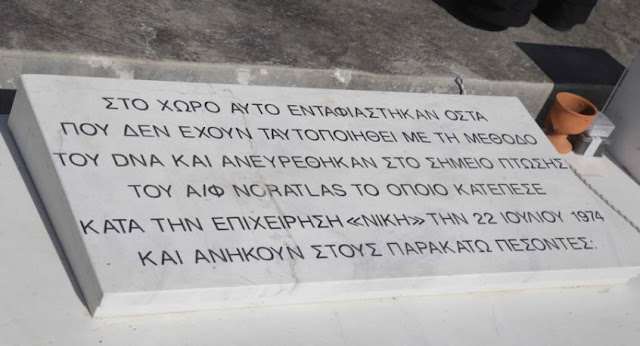 ΣΤΟ ΧΩΡΟ ΑΥΤΟ ΕΝΤΑΦΙΑΣΤΗΚΑΝ ΟΣΤΑ
ΠΟΥ ΔΕΝ ΕΧΟΥΝ ΤΑΥΤΟΠΟΙΗΘΕΙ ΜΕ ΤΗ ΜΕΘΟΔΟ
ΤΟΥ DNA ΚΑΙ ΑΝΕΥΡΕΘΗΚΑΝ ΣΤΟ ΣΗΜΕΙΟ ΠΤΩΣΗΣ
ΤΟΥ Α/Φ NORATLAS ΤΟ ΟΠΟΙΟ ΚΑΤΕΠΕΣΕ
ΚΑΤΑ ΤΗΝ ΕΠΙΧΕΙΡΗΣΗ «ΝΙΚΗ» ΤΗΝ 22 ΙΟΥΛΙΟΥ 1974
ΚΑΙ ΑΝΗΚΟΥΝ ΣΤΟΥΣ ΠΑΡΑΚΑΤΩ ΠΕΣΟΝΤΕΣ: